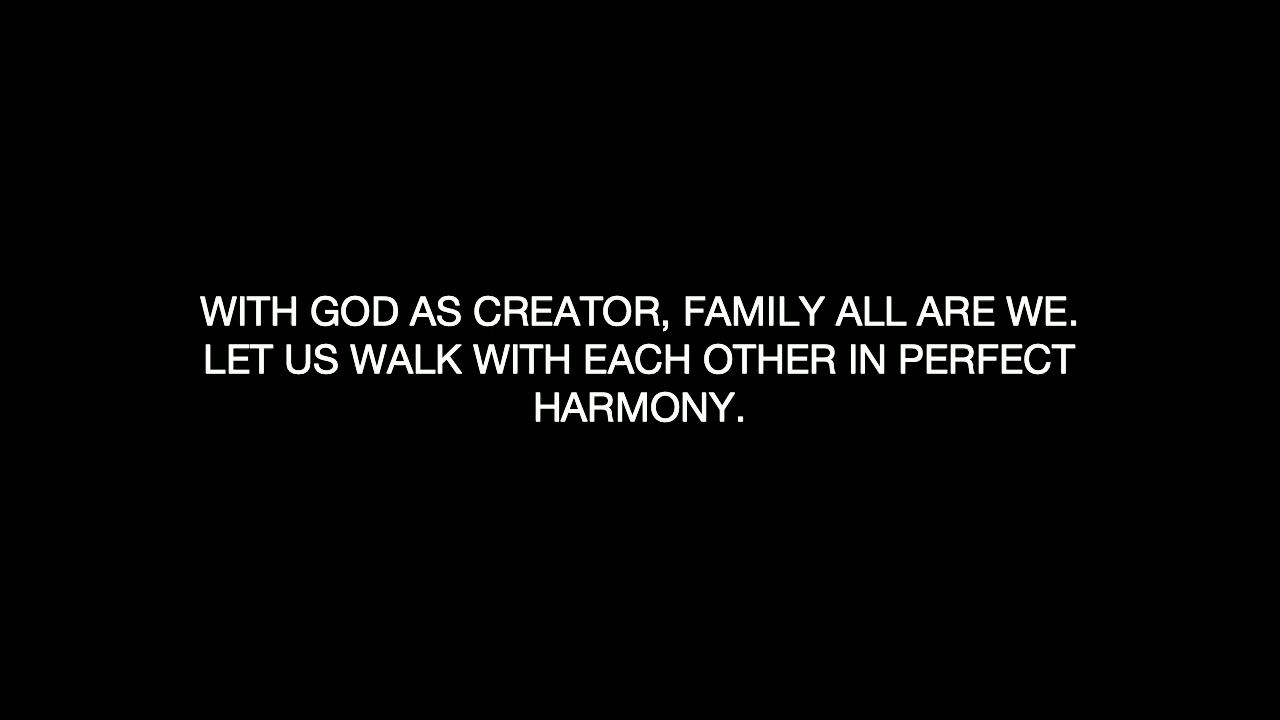 WITH GOD AS CREATOR, FAMILY ALL ARE WE.
LET US WALK WITH EACH OTHER IN PERFECT
HARMONY.